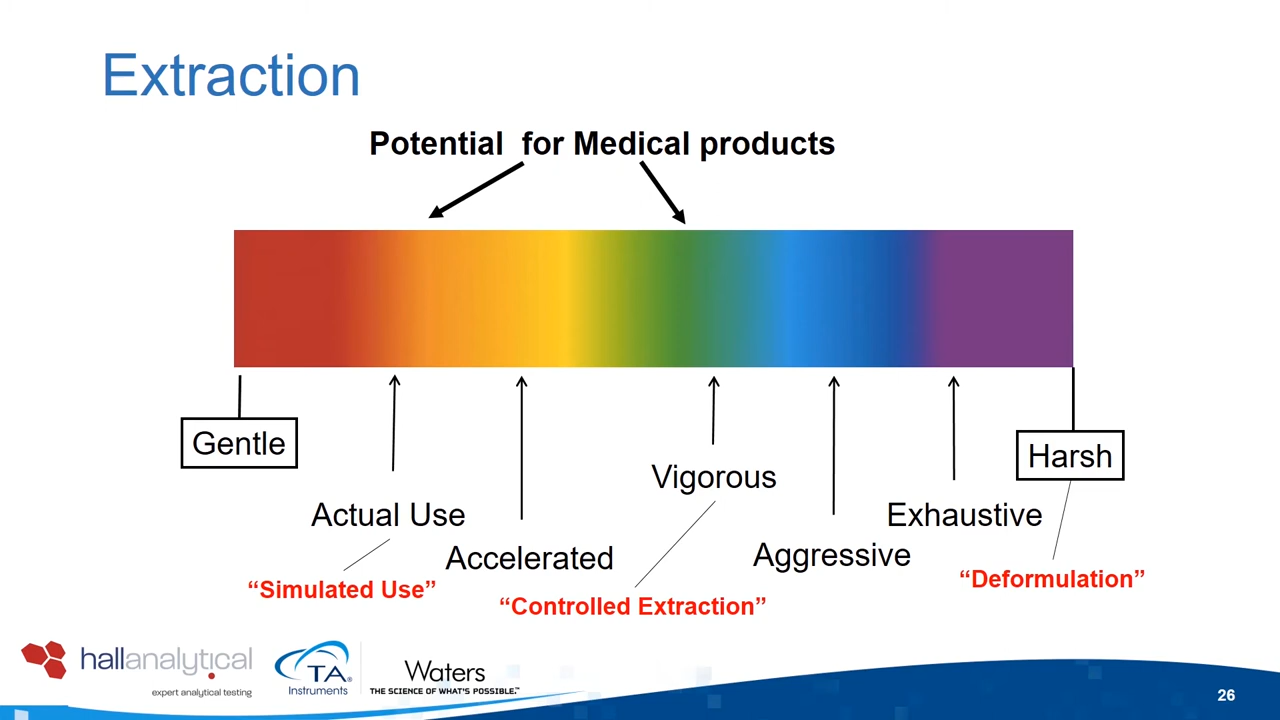 Extraction
Potential  for Medical products
Gentle
Harsh
Vigorous
Actual Use
Exhaustive
Accelerated
Aggressive
“Simulated Use”
“Controlled Extraction”
“Deformulation”
hallanalytical
expert analytical testing
TA®
Instruments
Waters
THE SCIENCE OF WHAT'S POSSIBLE.™
26